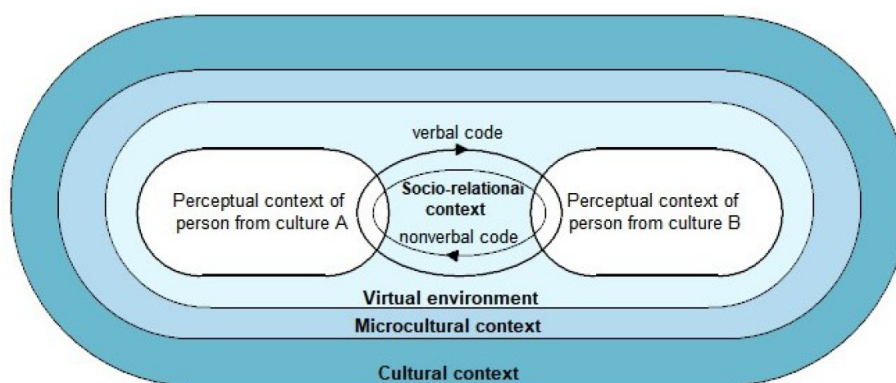 verbal code
Perceptual context of
person from culture A
Socio-relational
context
Perceptual context of
person from culture B
nonverbal code
Virtual environment
Microcultural context
Cultural context